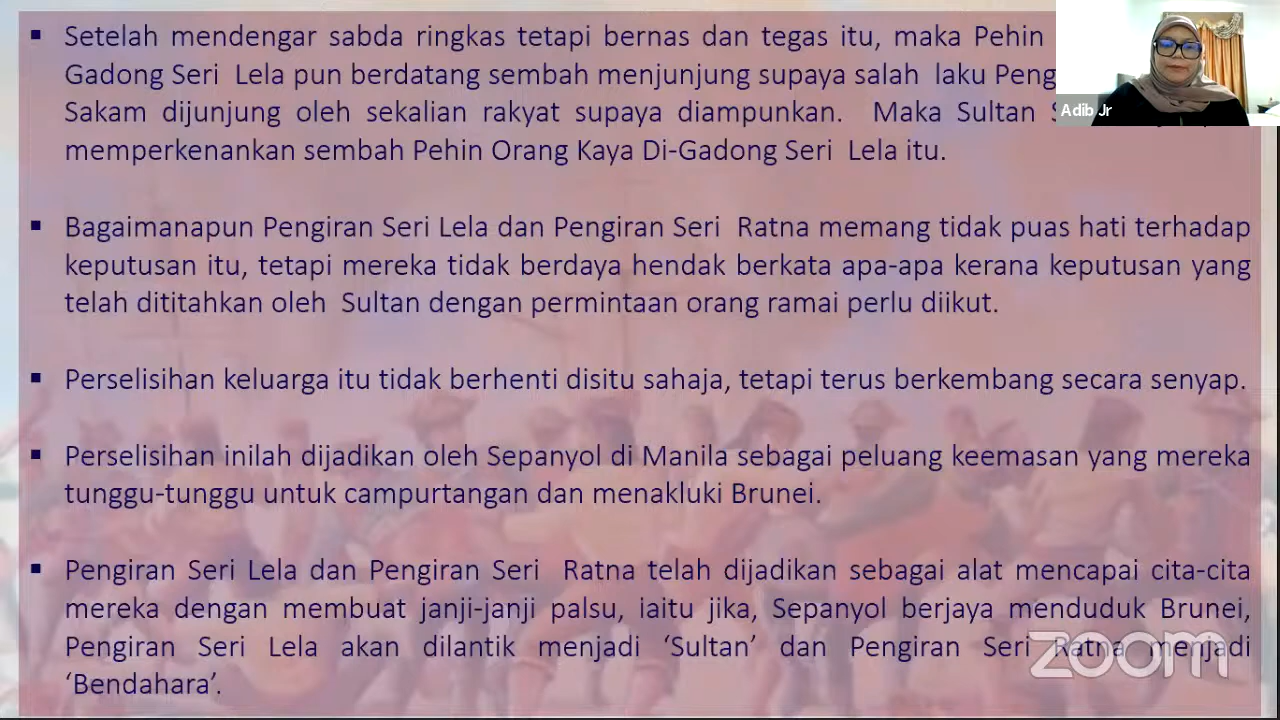 Setelah mendengar sabda ringkas tetapi bernas dan tegas itu, maka Pehin
Gadong Seri Lela pun berdatang sembah menjunjung supaya salah laku Peng
Sakam dijunjung oleh sekalian rakyat supaya diampunkan. Maka Sultan
memperkenankan sembah Pehin Orang Kaya Di-Gadong Seri Lela itu.
Bagaimanapun Pengiran Seri Lela dan Pengiran Seri Ratna memang tidak puas hati terhadap
keputusan itu, tetapi mereka tidak berdaya hendak berkata apa-apa kerana keputusan yang
telah dititahkan oleh Sultan dengan permintaan orang ramai perlu diikut.
Perselisihan keluarga itu tidak berhenti disitu sahaja, tetapi terus berkembang secara senyap.
Perselisihan inilah dijadikan oleh Sepanyol di Manila sebagai peluang keemasan yang mereka
tunggu-tunggu untuk campurtangan dan menakluki Brunei.
Pengiran Seri Lela dan Pengiran Seri Ratna telah dijadikan sebagai alat mencapai cita-cita
mereka dengan membuat janji-janji palsu, iaitu jika, Sepanyol berjaya menduduk Brunei,
Pengiran Seri Lela akan dilantik menjadi ‘Sultan’ dan Pengiran Seri Ratna menjadi
‘Bendahara’.
Adib Jr
zoom